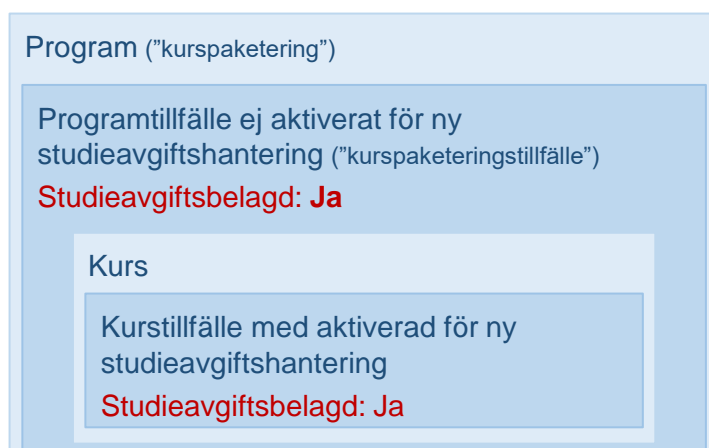 Program (”kurspaketering”)
Programtillfälle ej aktiverat för ny
studieavgiftshantering (”kurspaketeringstillfälle”)
Studieavgiftsbelagd: Ja
Kurs
Kurstillfälle med aktiverad för ny
studieavgiftshantering
Studieavgiftsbelagd: Ja